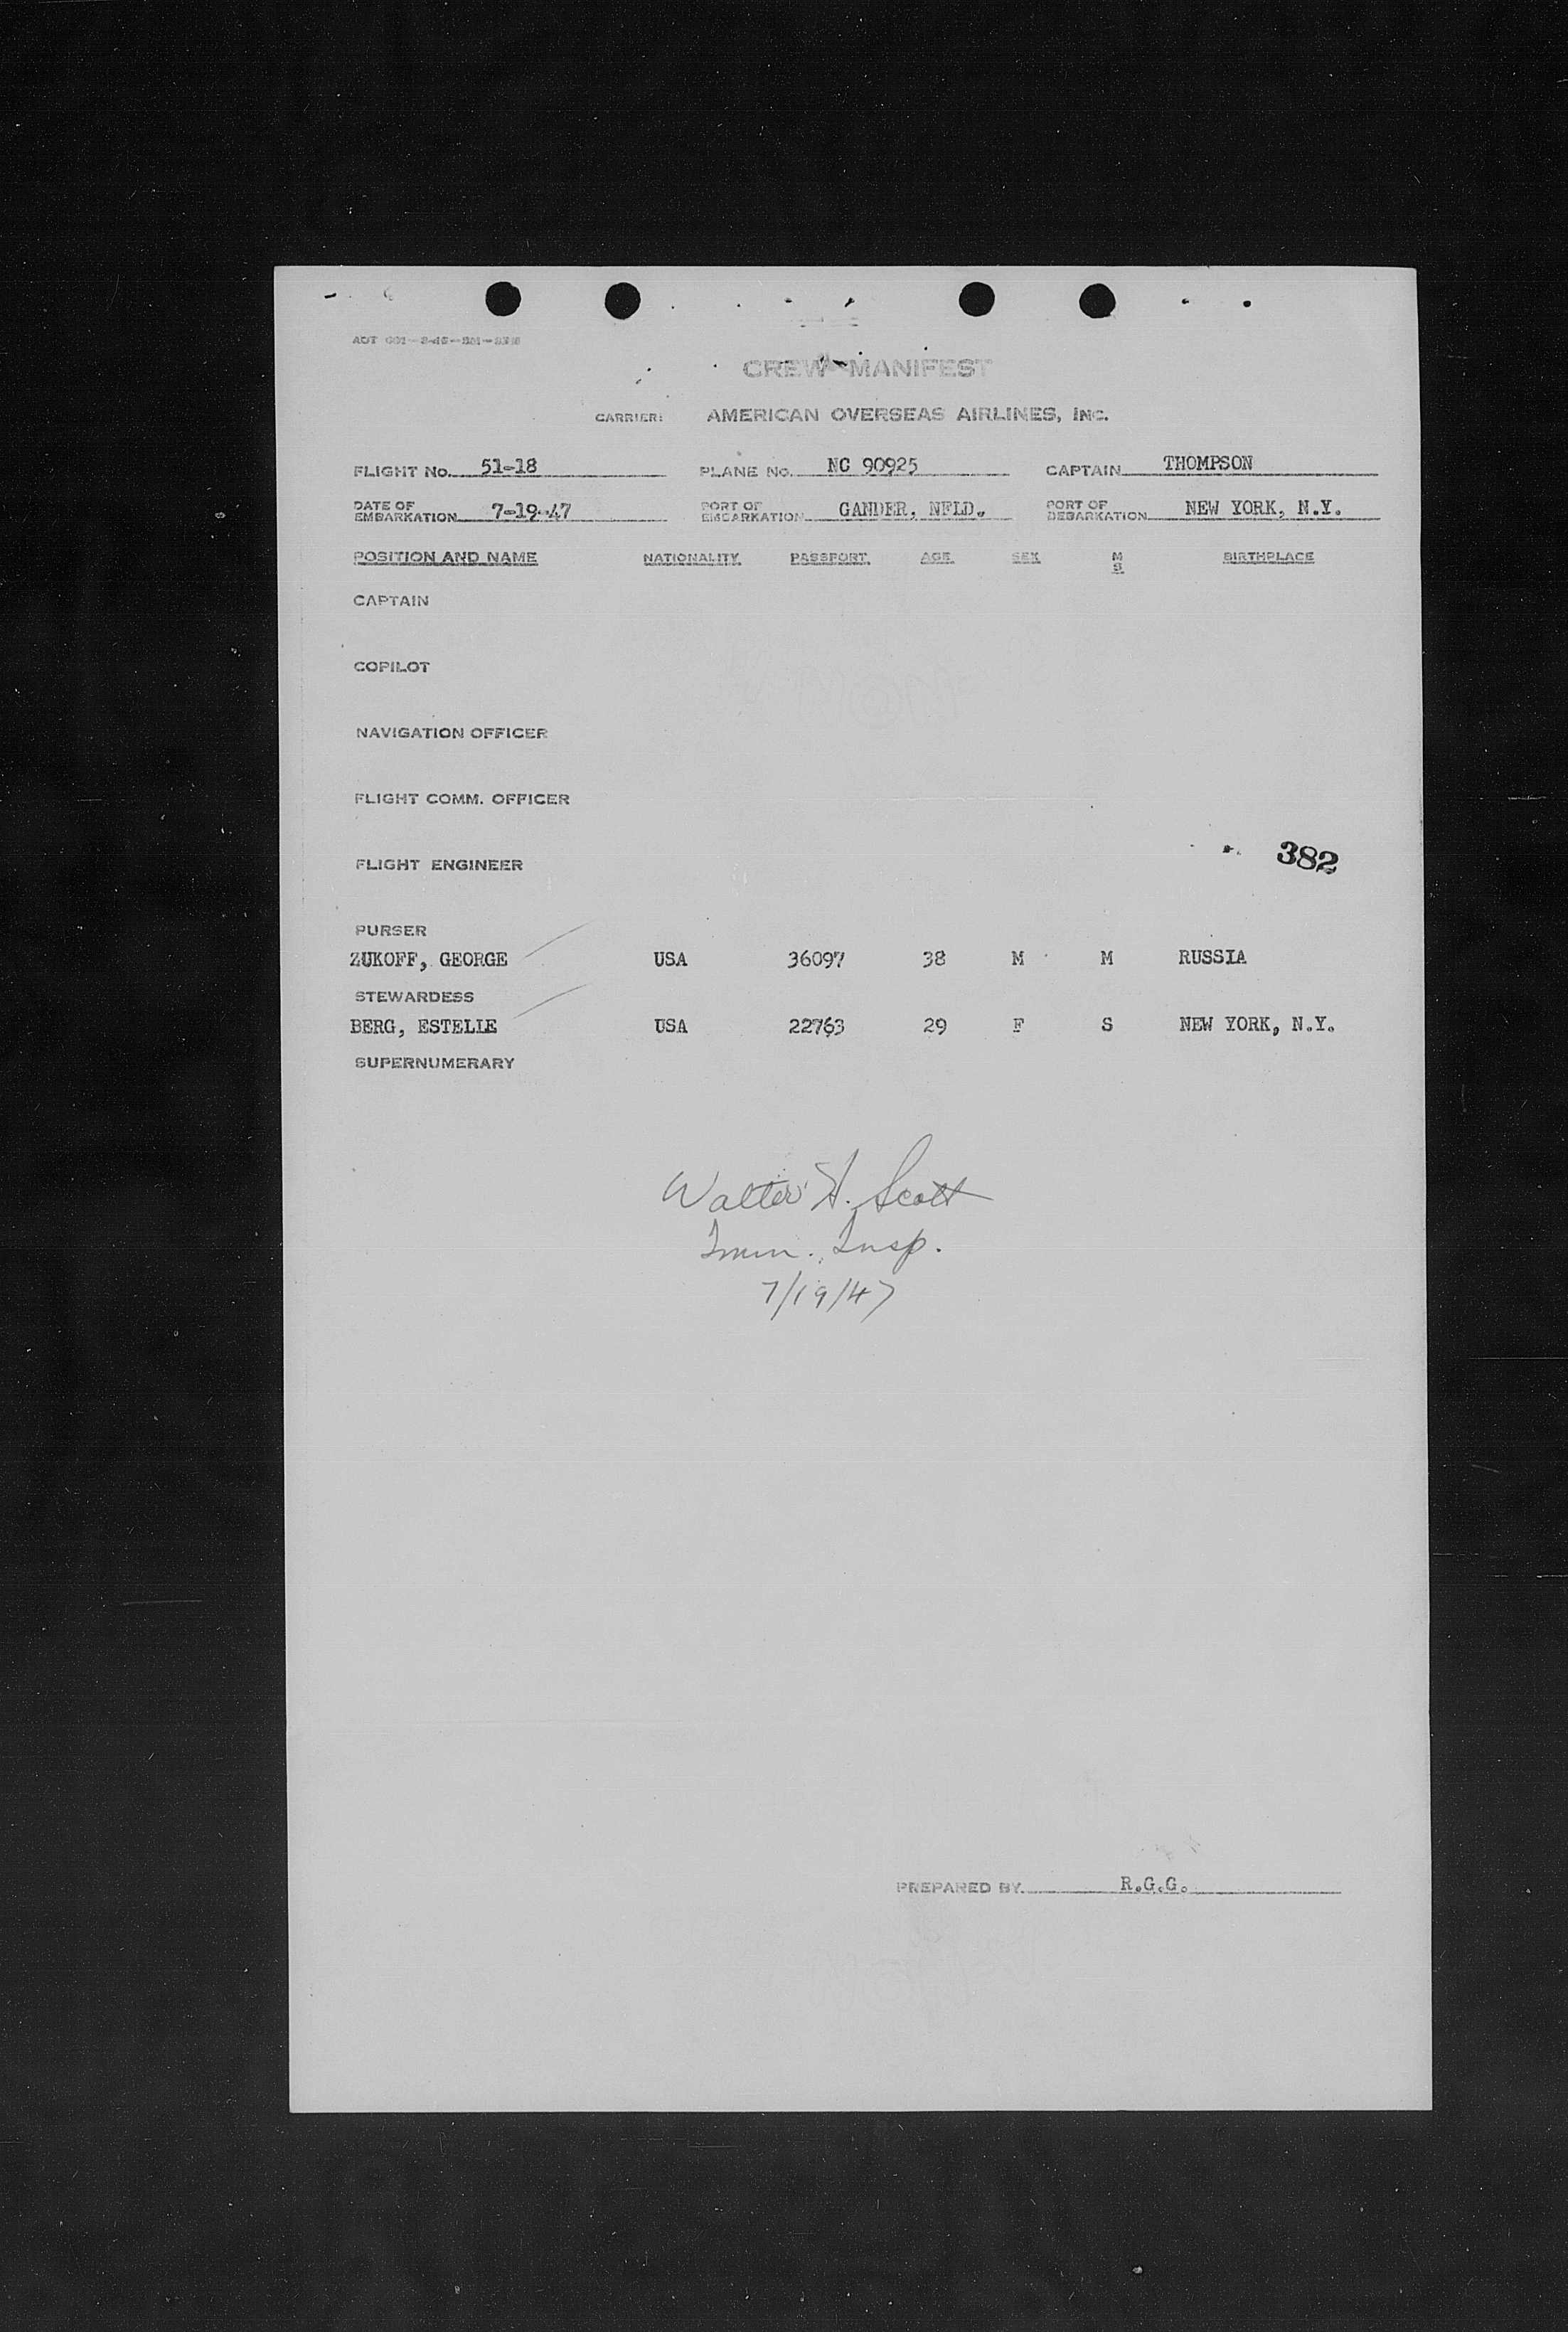 CREW MANIFEST
CARRIER: AMERICAN OVERSEAS AIRLINES, INC.
FLIGHT No. 51-18 PLANE No. NC 90925 CAPTAIN THOMPSON
DATE OF EMBARKATION 7-19-47 PORT OF EMBARKATION GANDER, NFLD. PORT OF DEBARKATION NEW YORK, N.Y.
POSITION AND NAME NATIONALITY PASSPORT AGE SEX M S BIRTHPLACE
CAPTAIN
COPILOT
NAVIGATION OFFICER
FLIGHT COMM. OFFICER
382
FLIGHT ENGINEER
PURSER
ZUKOFF, GEORGE USA 36097 38 M M RUSSIA
STEWARDESS
BERG, ESTELLE USA 22763 29 F S NEW YORK, N.Y.
SUPERNUMERARY
Walter H. Scott
Imm. Insp.
7/19/47
PREPARED BY R.G.G.